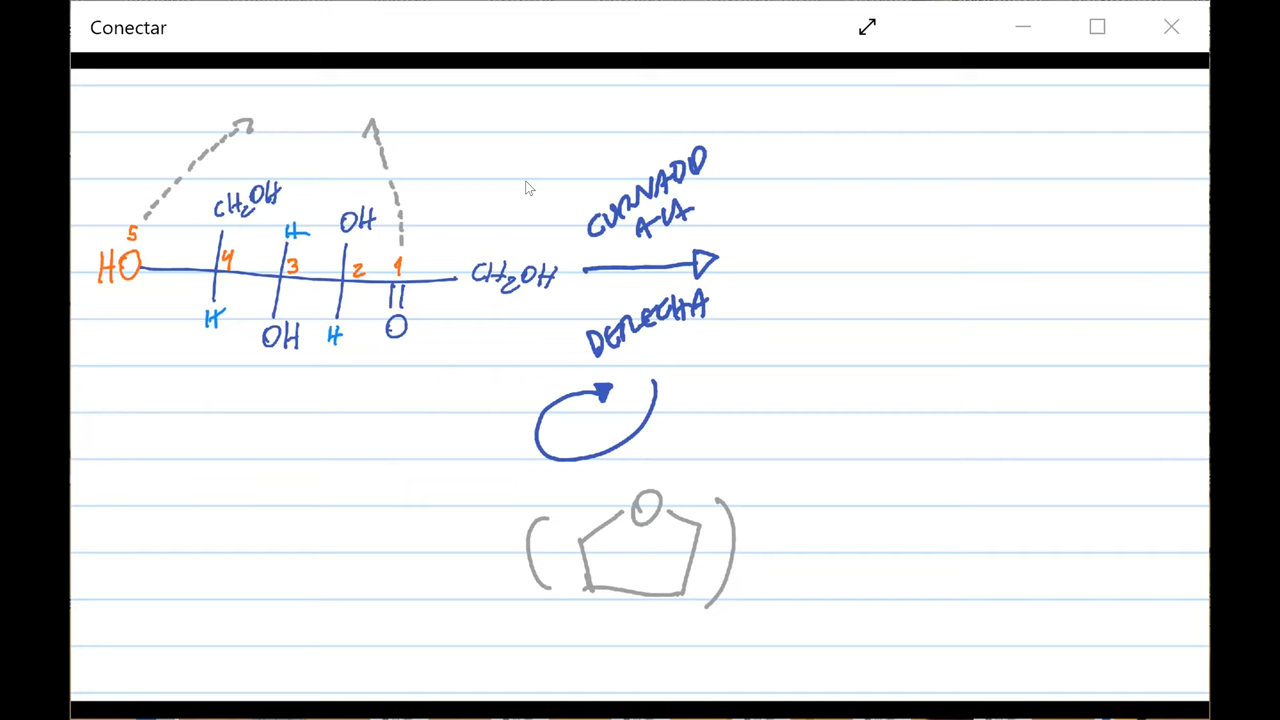 Conectar
CH₂OH
OH
H
5
HO
4
3
2
1
CH₂OH
H
OH
H
O
CURVADO
A LA
DERECHA
O